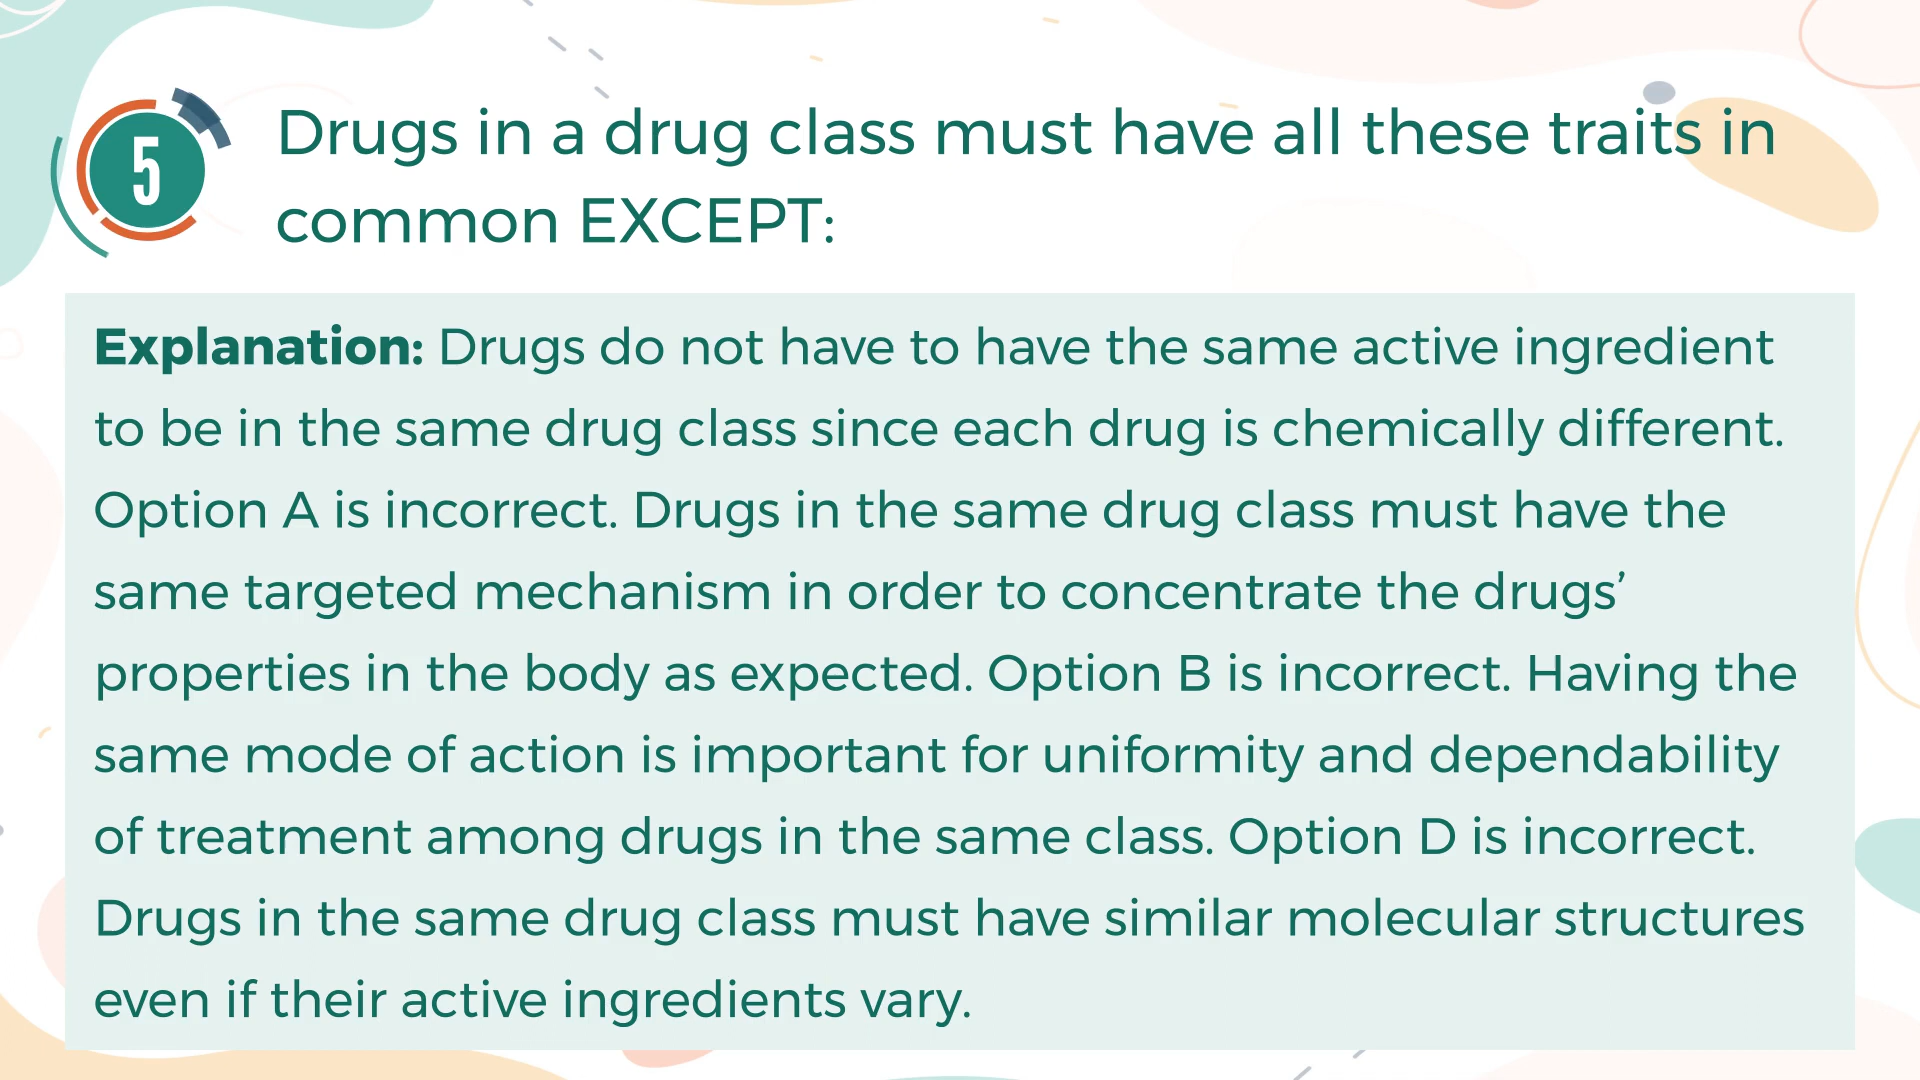 5
Drugs in a drug class must have all these traits in
common EXCEPT:
Explanation: Drugs do not have to have the same active ingredient
to be in the same drug class since each drug is chemically different.
Option A is incorrect. Drugs in the same drug class must have the
same targeted mechanism in order to concentrate the drugs’
properties in the body as expected. Option B is incorrect. Having the
same mode of action is important for uniformity and dependability
of treatment among drugs in the same class. Option D is incorrect.
Drugs in the same drug class must have similar molecular structures
even if their active ingredients vary.